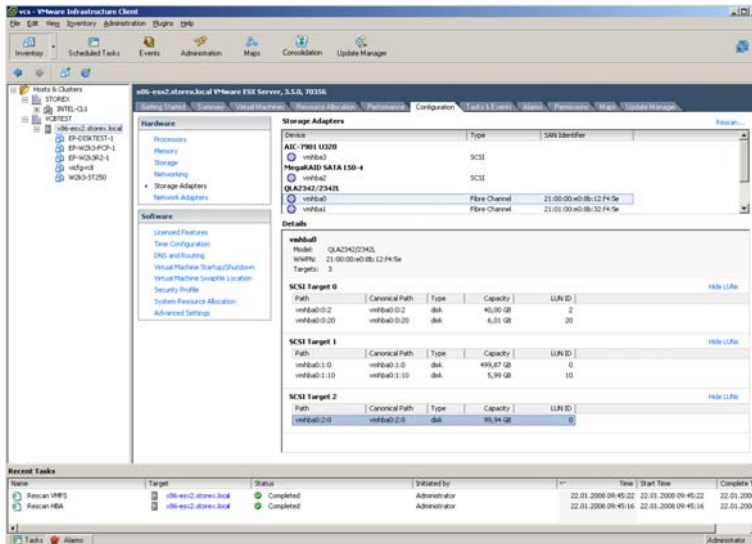 vcs - VMware Infrastructure Client
File Edit View Inventory Administration Plugins Help
Inventory Scheduled Tasks Events Administration Maps Consolidation Update Manager
Hosts & Clusters
STOREX
INTEL-CLS
VCBTEST
x86-esx2.storex.local
EP-DISKTEST-1
EP-W2k3-FCP-1
EP-W2k3R2-1
vicfg-rcli
W2k3-ST250
x86-esx2.storex.local VMware ESX Server, 3.5.0, 70356
Getting Started Summary Virtual Machines Resource Allocation Performance Configuration Tasks & Events Alarms Permissions Maps Update Manager
Hardware
Processors
Memory
Storage
Networking
Storage Adapters
Network Adapters
Software
Licensed Features
Time Configuration
DNS and Routing
Virtual Machine Startup/Shutdown
Virtual Machine Swapfile Location
Security Profile
System Resource Allocation
Advanced Settings
Storage Adapters
Rescan...
Device Type SAN Identifier
AIC-7901 U320
vmhba3 SCSI
MegaRAID SATA 150-4
vmhba2 SCSI
QLA2342/2342L
vmhba0 Fibre Channel 21:00:00:e0:8b:12:f4:5e
vmhba1 Fibre Channel 21:01:00:e0:8b:32:f4:5e
Details
vmhba0
Model: QLA2342/2342L
WWPN: 21:00:00:e0:8b:12:f4:5e
Targets: 3
SCSI Target 0 Hide LUNs
Path Canonical Path Type Capacity LUN ID
vmhba0:0:2 vmhba0:0:2 disk 40,00 GB 2
vmhba0:0:20 vmhba0:0:20 disk 6,01 GB 20
SCSI Target 1 Hide LUNs
Path Canonical Path Type Capacity LUN ID
vmhba0:1:0 vmhba0:1:0 disk 499,87 GB 0
vmhba0:1:10 vmhba0:1:10 disk 5,99 GB 10
SCSI Target 2 Hide LUNs
Path Canonical Path Type Capacity LUN ID
vmhba0:2:0 vmhba0:2:0 disk 99,94 GB 0
Recent Tasks
Name Target Status Initiated by Time Start Time Complete T
Rescan VMFS x86-esx2.storex.local Completed Administrator 22.01.2008 09:45:22 22.01.2008 09:45:22 22.01.200
Rescan HBA x86-esx2.storex.local Completed Administrator 22.01.2008 09:45:16 22.01.2008 09:45:16 22.01.200
Tasks Alarms Administrator